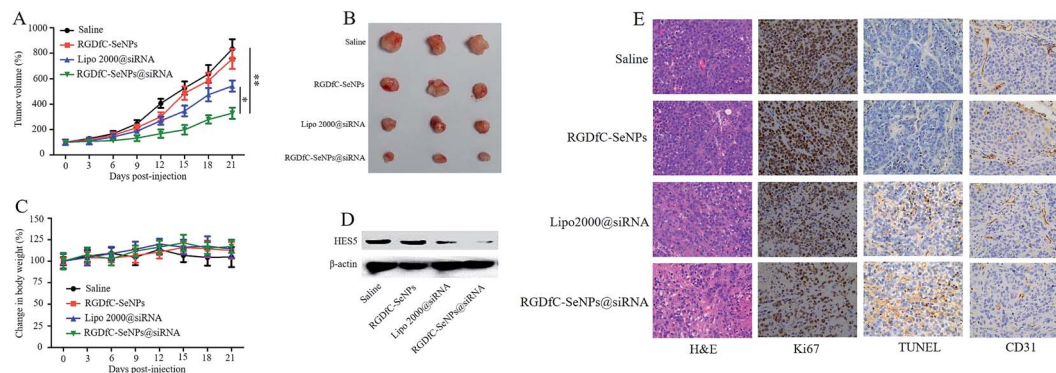 A
Saline
RGDfC-SeNPs
Lipo 2000@siRNA
RGDfC-SeNPs@siRNA
**
*
Tumor volume (%)
1000
800
600
400
200
0
0 3 6 9 12 15 18 21
Days post-injection
B
Saline
RGDfC-SeNPs
Lipo 2000@siRNA
RGDfC-SeNPs@siRNA
C
Change in body weight (%)
150
125
100
75
50
25
0
Saline
RGDfC-SeNPs
Lipo 2000@siRNA
RGDfC-SeNPs@siRNA
0 3 6 9 12 15 18 21
Days post-injection
D
HES5
β-actin
Saline
RGDfC-SeNPs
Lipo 2000@siRNA
RGDfC-SeNPs@siRNA
E
Saline
RGDfC-SeNPs
Lipo2000@siRNA
RGDfC-SeNPs@siRNA
H&E Ki67 TUNEL CD31